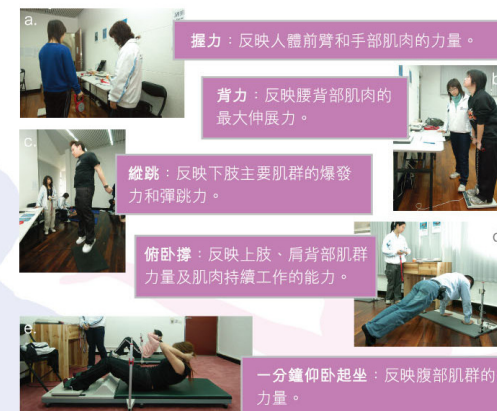 a.
握力：反映人體前臂和手部肌肉的力量。
b
背力：反映腰背部肌肉的
最大伸展力。
c.
縱跳：反映下肢主要肌群的爆發
力和彈跳力。
俯卧撐：反映上肢、肩背部肌群
力量及肌肉持續工作的能力。
e.
一分鐘仰卧起坐：反映腹部肌群的
力量。